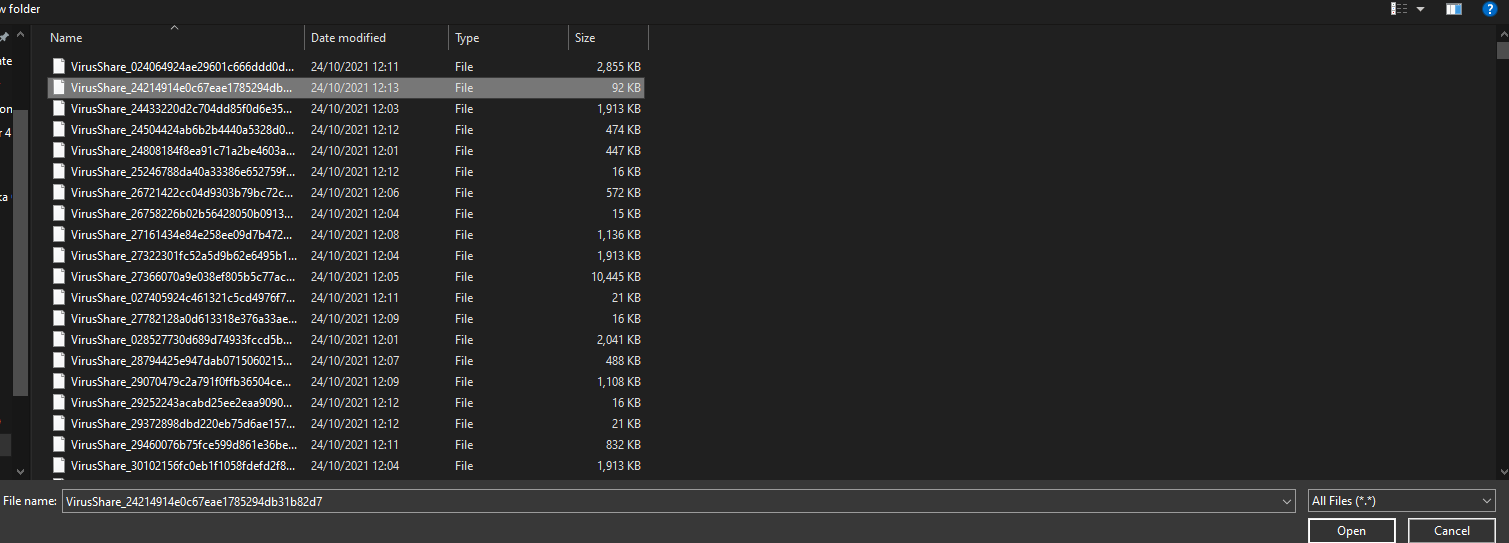 w folder
Name Date modified Type Size
VirusShare_024064924ae29601c666ddd0d... 24/10/2021 12:11 File 2,855 KB
VirusShare_24214914e0c67eae1785294db... 24/10/2021 12:13 File 92 KB
VirusShare_24433220d2c704dd85f0d6e35... 24/10/2021 12:03 File 1,913 KB
VirusShare_24504424ab6b2b4440a5328d0... 24/10/2021 12:12 File 474 KB
VirusShare_24808184f8ea91c71a2be4603a... 24/10/2021 12:01 File 447 KB
VirusShare_25246788da40a33386e652759f... 24/10/2021 12:12 File 16 KB
VirusShare_26721422cc04d9303b79bc72c... 24/10/2021 12:06 File 572 KB
VirusShare_26758226b02b56428050b0913... 24/10/2021 12:04 File 15 KB
VirusShare_27161434e84e258ee09d7b472... 24/10/2021 12:08 File 1,136 KB
VirusShare_27322301fc52a5d9b62e6495b1... 24/10/2021 12:04 File 1,913 KB
VirusShare_27366070a9e038ef805b5c77ac... 24/10/2021 12:05 File 10,445 KB
VirusShare_027405924c461321c5cd4976f7... 24/10/2021 12:11 File 21 KB
VirusShare_27782128a0d613318e376a33ae... 24/10/2021 12:09 File 16 KB
VirusShare_028527730d689d74933fccd5b... 24/10/2021 12:01 File 2,041 KB
VirusShare_28794425e947dab0715060215... 24/10/2021 12:07 File 488 KB
VirusShare_29070479c2a791f0ffb36504ce... 24/10/2021 12:09 File 1,108 KB
VirusShare_29252243acabd25ee2eaa9090... 24/10/2021 12:12 File 16 KB
VirusShare_29372898dbd220eb75d6ae157... 24/10/2021 12:12 File 21 KB
VirusShare_29460076b75fce599d861e36be... 24/10/2021 12:11 File 832 KB
VirusShare_30102156fc0eb1f1058fdefd2f8... 24/10/2021 12:04 File 1,913 KB
File name: VirusShare_24214914e0c67eae1785294db31b82d7 All Files (*.*)
Open Cancel